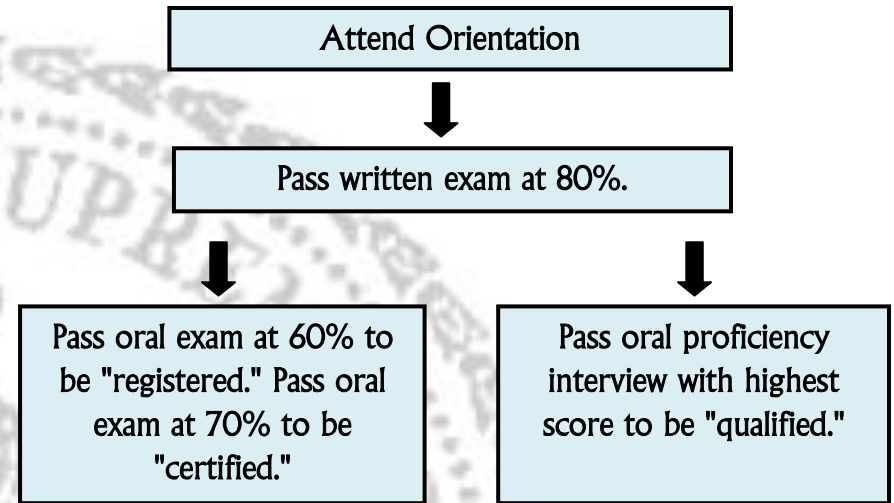 Attend Orientation
Pass written exam at 80%.
Pass oral exam at 60% to
be "registered." Pass oral
exam at 70% to be
"certified."
Pass oral proficiency
interview with highest
score to be "qualified."